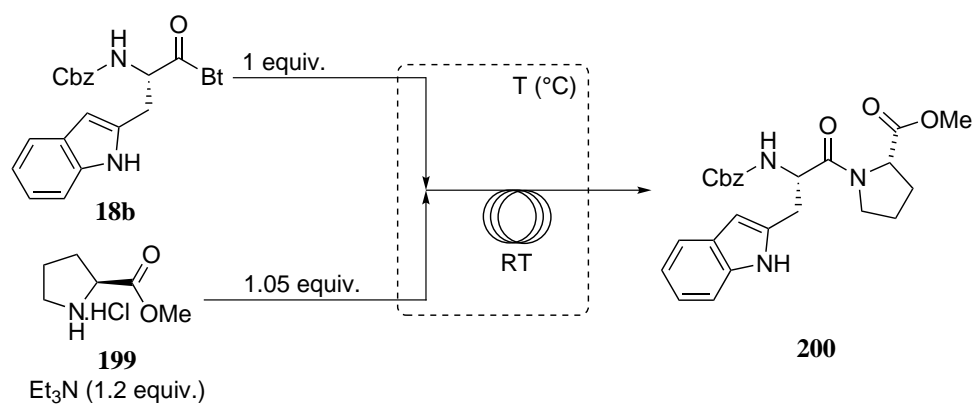 H
N
O
Cbz
Bt
NH
18b
1 equiv.
T (°C)
RT
1.05 equiv.
O
N
H
.HCl
OMe
199
Et₃N (1.2 equiv.)
O
OMe
H
N
O
Cbz
N
NH
200